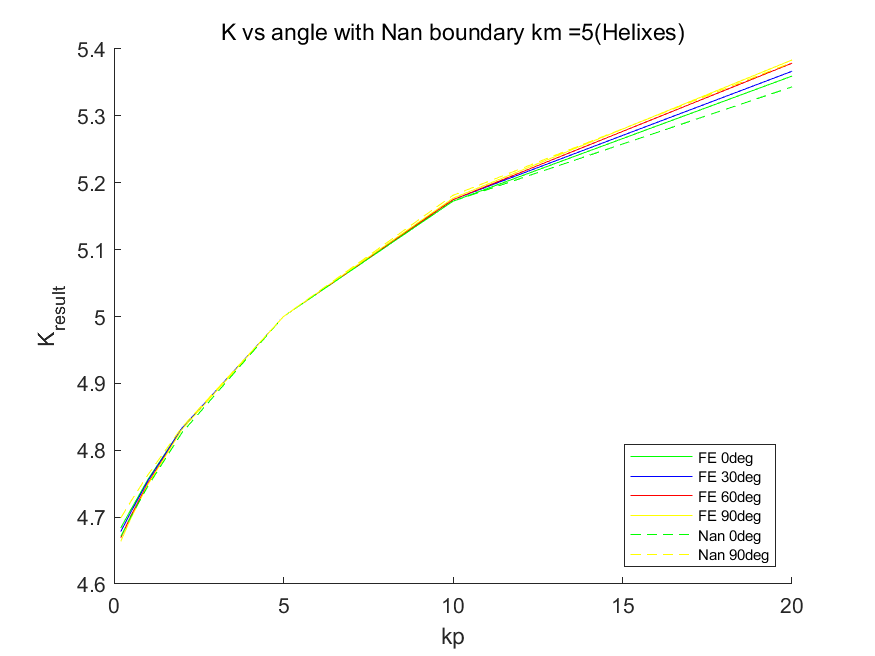 K vs angle with Nan boundary km =5(Helixes)
5.4
5.3
5.2
5.1
5
4.9
4.8
4.7
4.6
K_result
0
5
10
15
20
kp
FE 0deg
FE 30deg
FE 60deg
FE 90deg
Nan 0deg
Nan 90deg